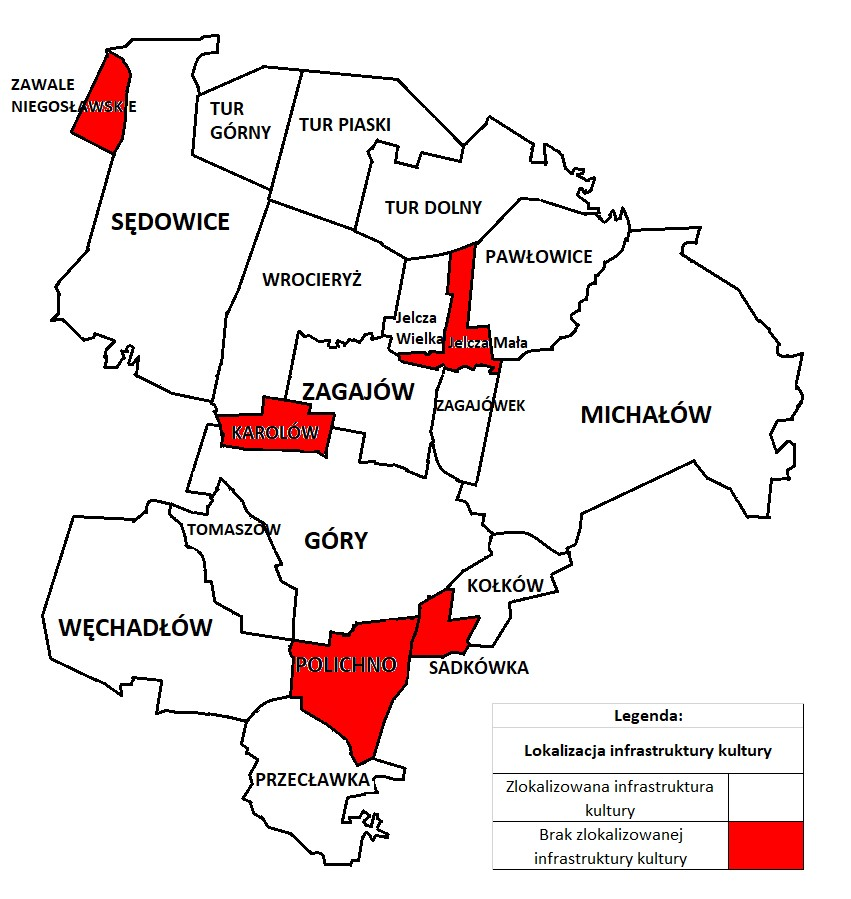 ZAWALE
NIEGOSŁAWSKIE
TUR
GÓRNY
TUR PIASKI
TUR DOLNY
SĘDOWICE
PAWŁOWICE
WROCIERYŻ
Jelcza
Wielka
Jelcza Mała
ZAGAJÓW
ZAGAJÓWEK
MICHAŁÓW
KAROLÓW
TOMASZÓW
GÓRY
KOŁKÓW
WĘCHADŁÓW
POLICHNO
SADKÓWKA
PRZECŁAWKA
Legenda:
Lokalizacja infrastruktury kultury
Zlokalizowana infrastruktura
kultury
Brak zlokalizowanej
infrastruktury kultury